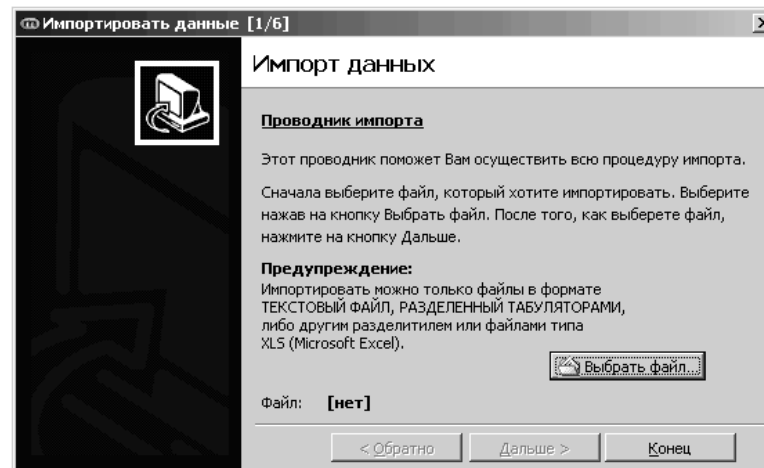 Импортировать данные [1/6]
Импорт данных
Проводник импорта
Этот проводник поможет Вам осуществить всю процедуру импорта.
Сначала выберите файл, который хотите импортировать. Выберите
нажав на кнопку Выбрать файл. После того, как выберете файл,
нажмите на кнопку Дальше.
Предупреждение:
Импортировать можно только файлы в формате
ТЕКСТОВЫЙ ФАЙЛ, РАЗДЕЛЕННЫЙ ТАБУЛЯТОРАМИ,
либо другим разделитилем или файлами типа
XLS (Microsoft Excel).
Выбрать файл...
Файл: [нет]
< Обратно Дальше > Конец